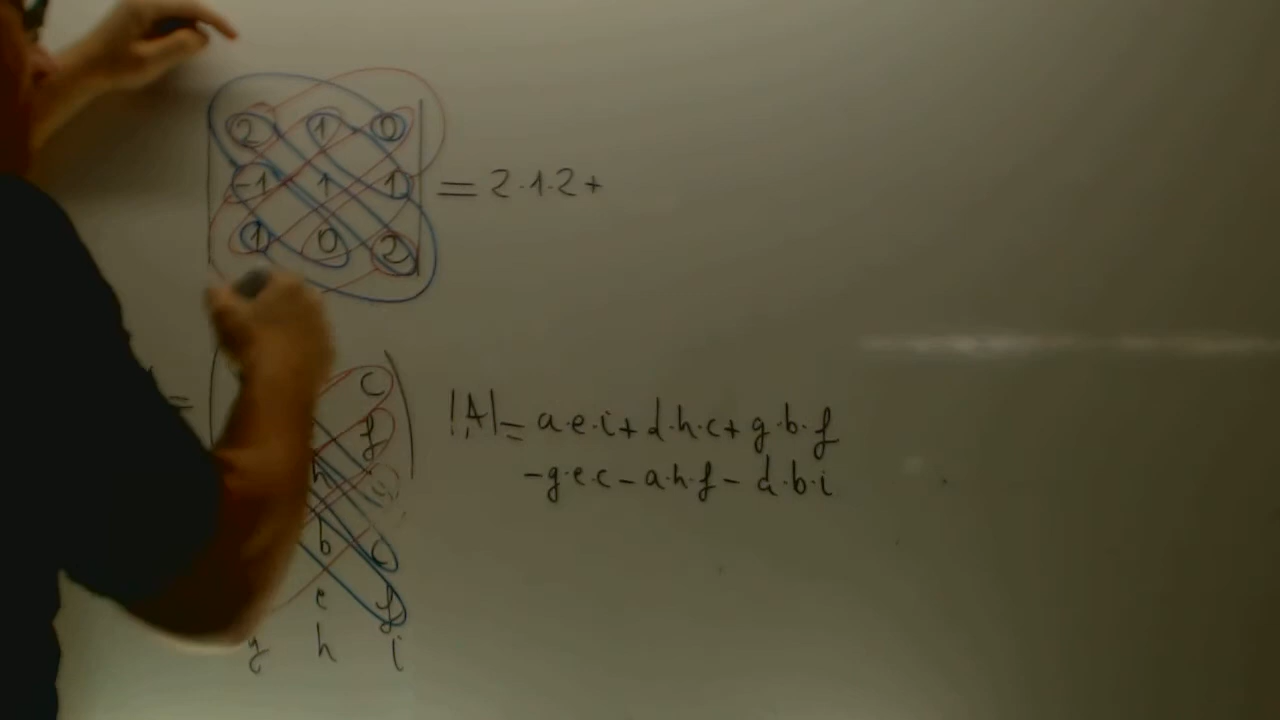 2 1 0
-1 1 1 = 2·1·2+
1 0 2
= c
f |A|= a·e·i+d·h·c+g·b·f
h -g·e·c-a·h·f-d·b·i
b c
e f
g h i